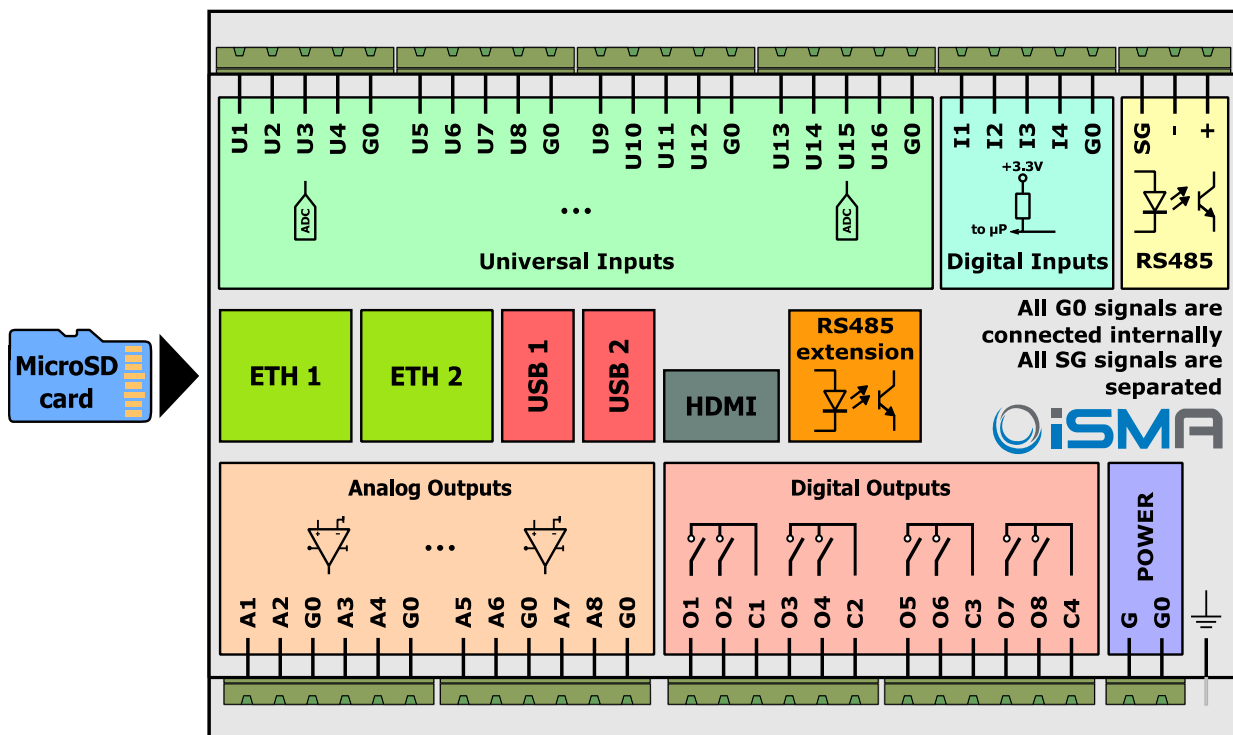 U1 U2 U3 U4 G0 U5 U6 U7 U8 G0 U9 U10 U11 U12 G0 U13 U14 U15 U16 G0
ADC ... ADC
Universal Inputs
I1 I2 I3 I4 G0
+3.3V
to µP
Digital Inputs
SG - +
RS485
All G0 signals are
connected internally
All SG signals are
separated
iSMA
MicroSD
card
ETH 1
ETH 2
USB 1
USB 2
HDMI
RS485
extension
Analog Outputs
- + ... - +
A1 A2 G0 A3 A4 G0 A5 A6 G0 A7 A8 G0
Digital Outputs
O1 O2 C1 O3 O4 C2 O5 O6 C3 O7 O8 C4
POWER
G G0